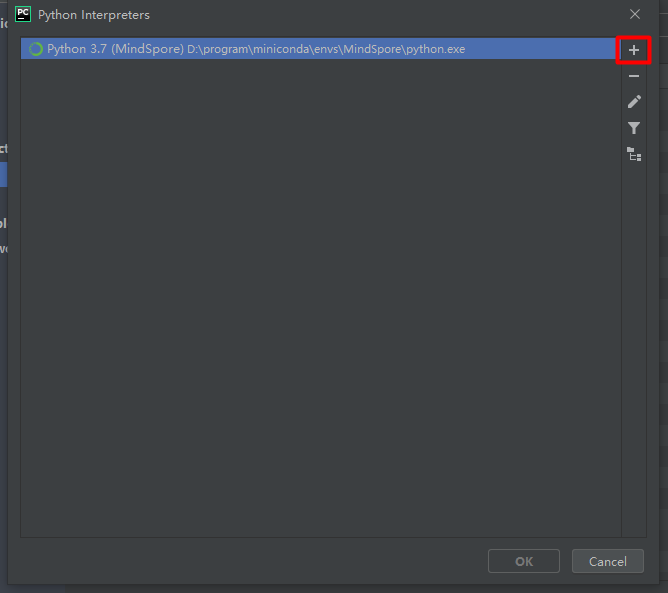 PC Python Interpreters
Python 3.7 (MindSpore) D:\program\miniconda\envs\MindSpore\python.exe
OK Cancel